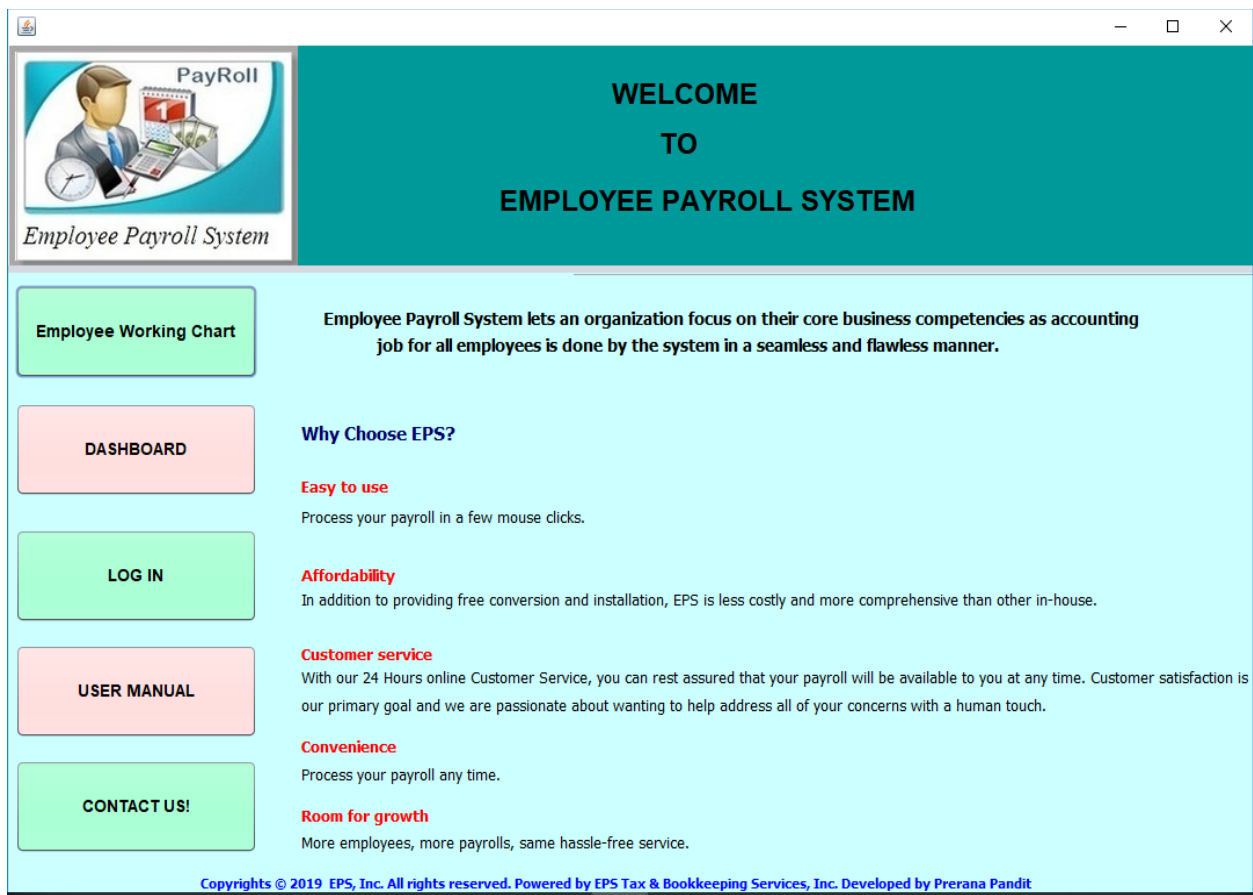 PayRoll
1
Employee Payroll System
WELCOME
TO
EMPLOYEE PAYROLL SYSTEM
Employee Working Chart
DASHBOARD
LOG IN
USER MANUAL
CONTACT US!
Employee Payroll System lets an organization focus on their core business competencies as accounting
job for all employees is done by the system in a seamless and flawless manner.
Why Choose EPS?
Easy to use
Process your payroll in a few mouse clicks.
Affordability
In addition to providing free conversion and installation, EPS is less costly and more comprehensive than other in-house.
Customer service
With our 24 Hours online Customer Service, you can rest assured that your payroll will be available to you at any time. Customer satisfaction is
our primary goal and we are passionate about wanting to help address all of your concerns with a human touch.
Convenience
Process your payroll any time.
Room for growth
More employees, more payrolls, same hassle-free service.
Copyrights © 2019 EPS, Inc. All rights reserved. Powered by EPS Tax & Bookkeeping Services, Inc. Developed by Prerana Pandit